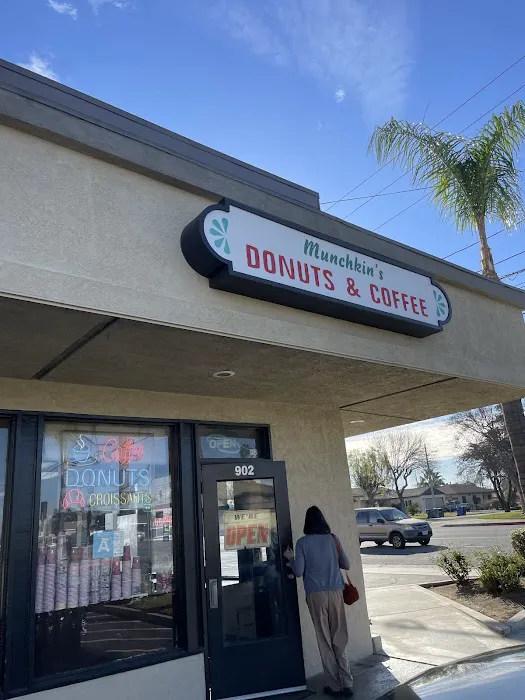 Munchkin's
DONUTS & COFFEE
OPEN
902
Coffee
DONUTS
CROISSANTS
WE'RE
OPEN
A